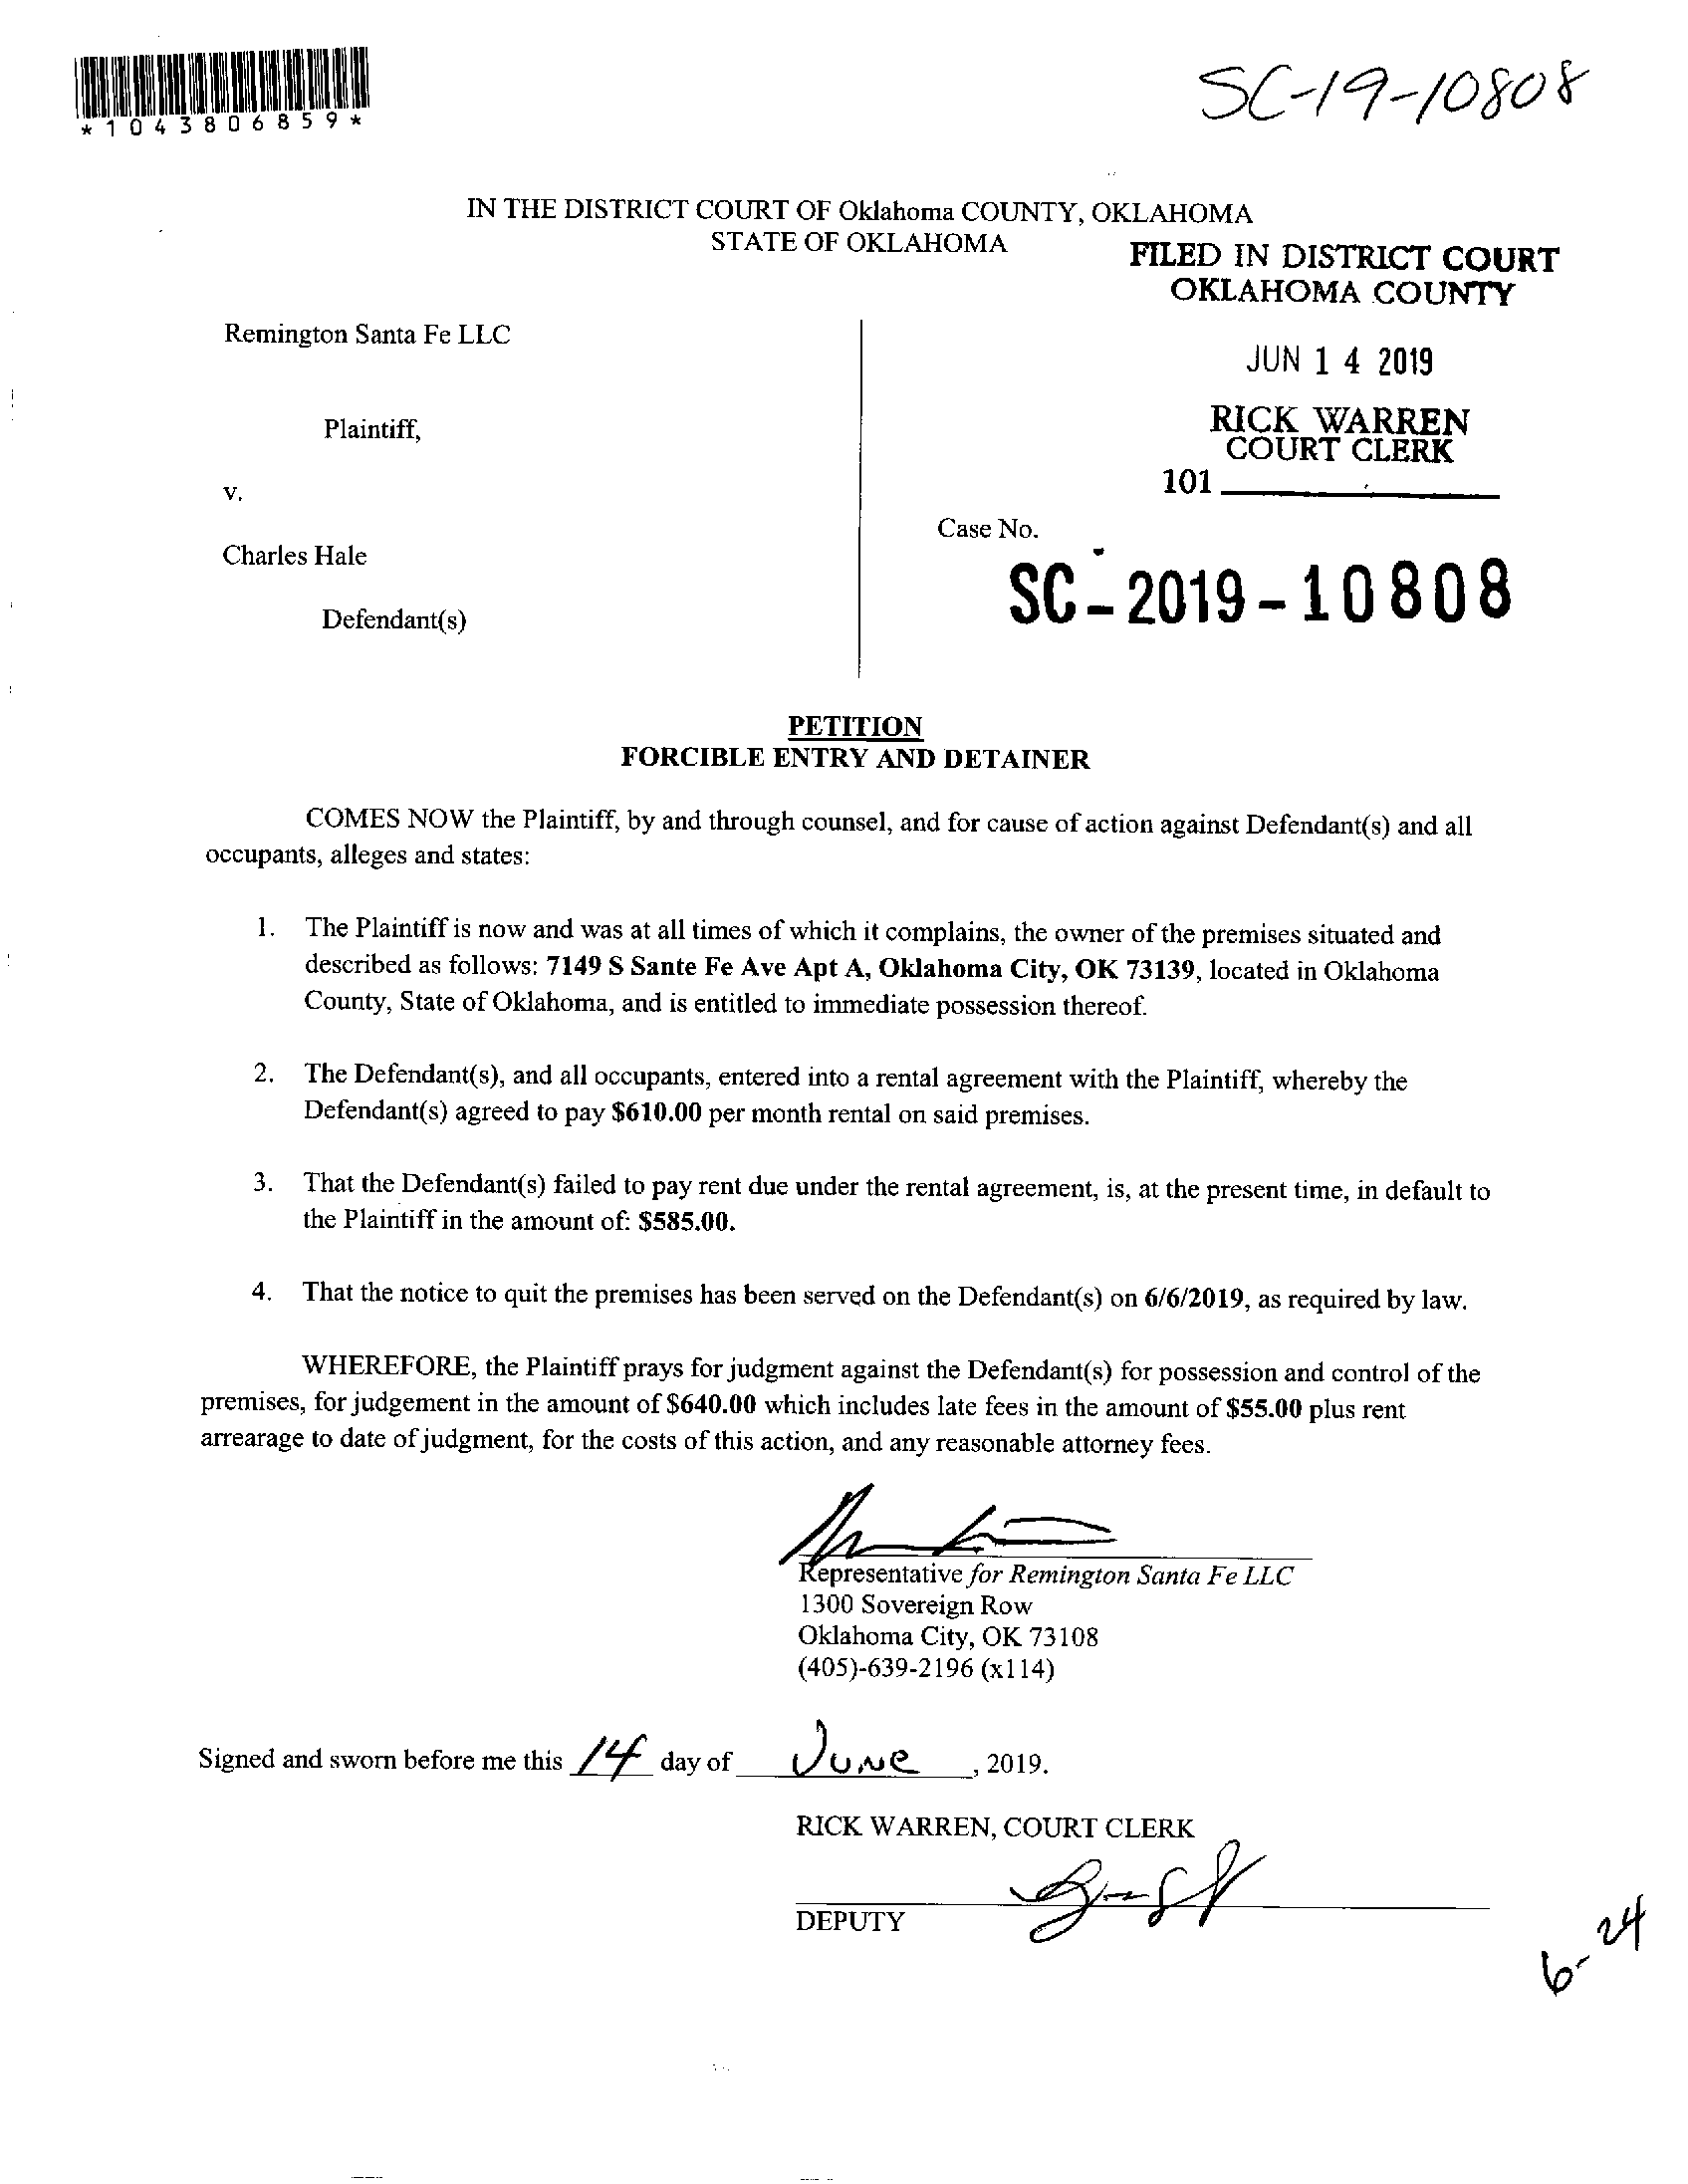 *1043806859*
SC-19-10808
IN THE DISTRICT COURT OF Oklahoma COUNTY, OKLAHOMA
STATE OF OKLAHOMA
FILED IN DISTRICT COURT
OKLAHOMA COUNTY
JUN 14 2019
RICK WARREN
COURT CLERK
101
Remington Santa Fe LLC
Plaintiff,
v.
Charles Hale
Defendant(s)
Case No.
SC-2019-10808
PETITION
FORCIBLE ENTRY AND DETAINER
COMES NOW the Plaintiff, by and through counsel, and for cause of action against Defendant(s) and all
occupants, alleges and states:
1. The Plaintiff is now and was at all times of which it complains, the owner of the premises situated and
described as follows: 7149 S Sante Fe Ave Apt A, Oklahoma City, OK 73139, located in Oklahoma
County, State of Oklahoma, and is entitled to immediate possession thereof.
2. The Defendant(s), and all occupants, entered into a rental agreement with the Plaintiff, whereby the
Defendant(s) agreed to pay $610.00 per month rental on said premises.
3. That the Defendant(s) failed to pay rent due under the rental agreement, is, at the present time, in default to
the Plaintiff in the amount of: $585.00.
4. That the notice to quit the premises has been served on the Defendant(s) on 6/6/2019, as required by law.
WHEREFORE, the Plaintiff prays for judgment against the Defendant(s) for possession and control of the
premises, for judgement in the amount of $640.00 which includes late fees in the amount of $55.00 plus rent
arrearage to date of judgment, for the costs of this action, and any reasonable attorney fees.
Representative for Remington Santa Fe LLC
1300 Sovereign Row
Oklahoma City, OK 73108
(405)-639-2196 (x114)
Signed and sworn before me this 14 day of June, 2019.
RICK WARREN, COURT CLERK
DEPUTY
6-24